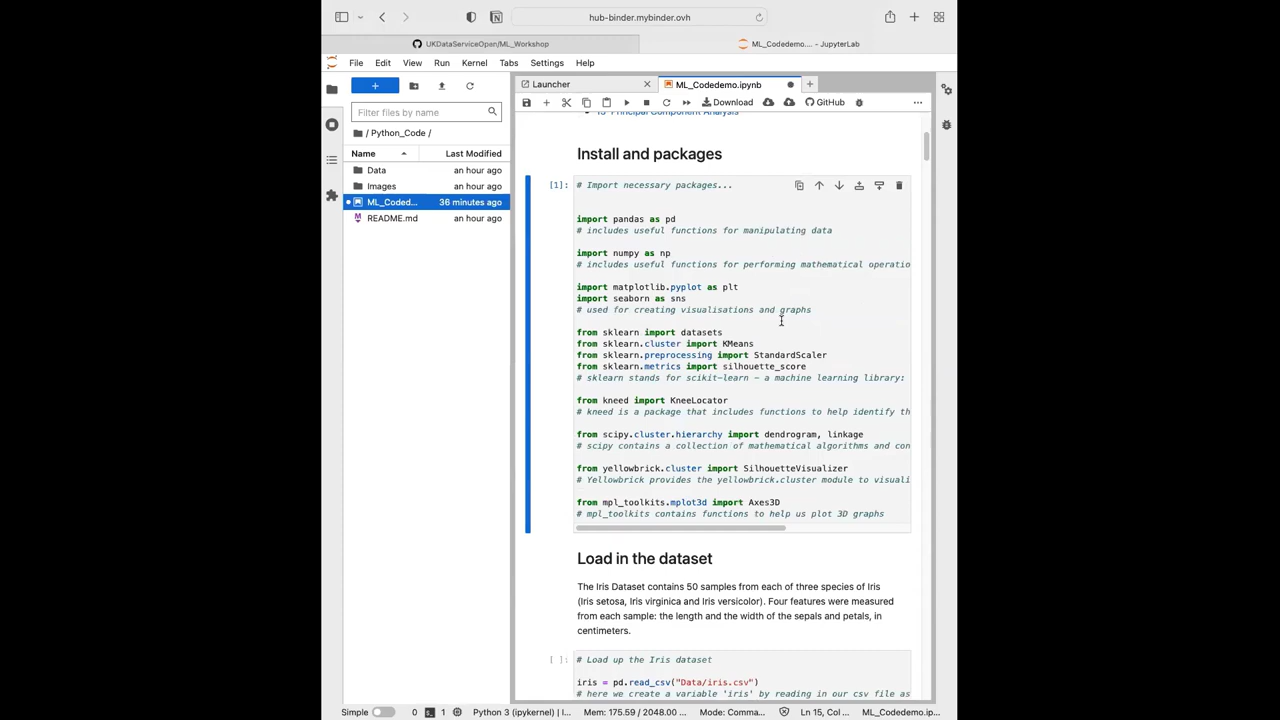 hub-binder.mybinder.ovh
UKDataServiceOpen/ML_Workshop
ML_Codedemo.... - JupyterLab
File Edit View Run Kernel Tabs Settings Help
+
Launcher
ML_Codedemo.ipynb
Filter files by name
Download
GitHub
/ Python_Code /
Name Last Modified
Data an hour ago
Images an hour ago
ML_Coded... 36 minutes ago
README.md an hour ago
Install and packages
[1]:
# Import necessary packages...
import pandas as pd
# includes useful functions for manipulating data
import numpy as np
# includes useful functions for performing mathematical operatio
import matplotlib.pyplot as plt
import seaborn as sns
# used for creating visualisations and graphs
from sklearn import datasets
from sklearn.cluster import KMeans
from sklearn.preprocessing import StandardScaler
from sklearn.metrics import silhouette_score
# sklearn stands for scikit-learn – a machine learning library:
from kneed import KneeLocator
# kneed is a package that includes functions to help identify th
from scipy.cluster.hierarchy import dendrogram, linkage
# scipy contains a collection of mathematical algorithms and con
from yellowbrick.cluster import SilhouetteVisualizer
# Yellowbrick provides the yellowbrick.cluster module to visuali
from mpl_toolkits.mplot3d import Axes3D
# mpl_toolkits contains functions to help us plot 3D graphs
Load in the dataset
The Iris Dataset contains 50 samples from each of three species of Iris
(Iris setosa, Iris virginica and Iris versicolor). Four features were measured
from each sample: the length and the width of the sepals and petals, in
centimeters.
[ ]:
# Load up the Iris dataset
iris = pd.read_csv("Data/iris.csv")
# here we create a variable 'iris' by reading in our csv file as
Simple 0 1 Python 3 (ipykernel) | I... Mem: 175.59 / 2048.00 ... Mode: Comma... Ln 15, Col... ML_Codedemo.ip...